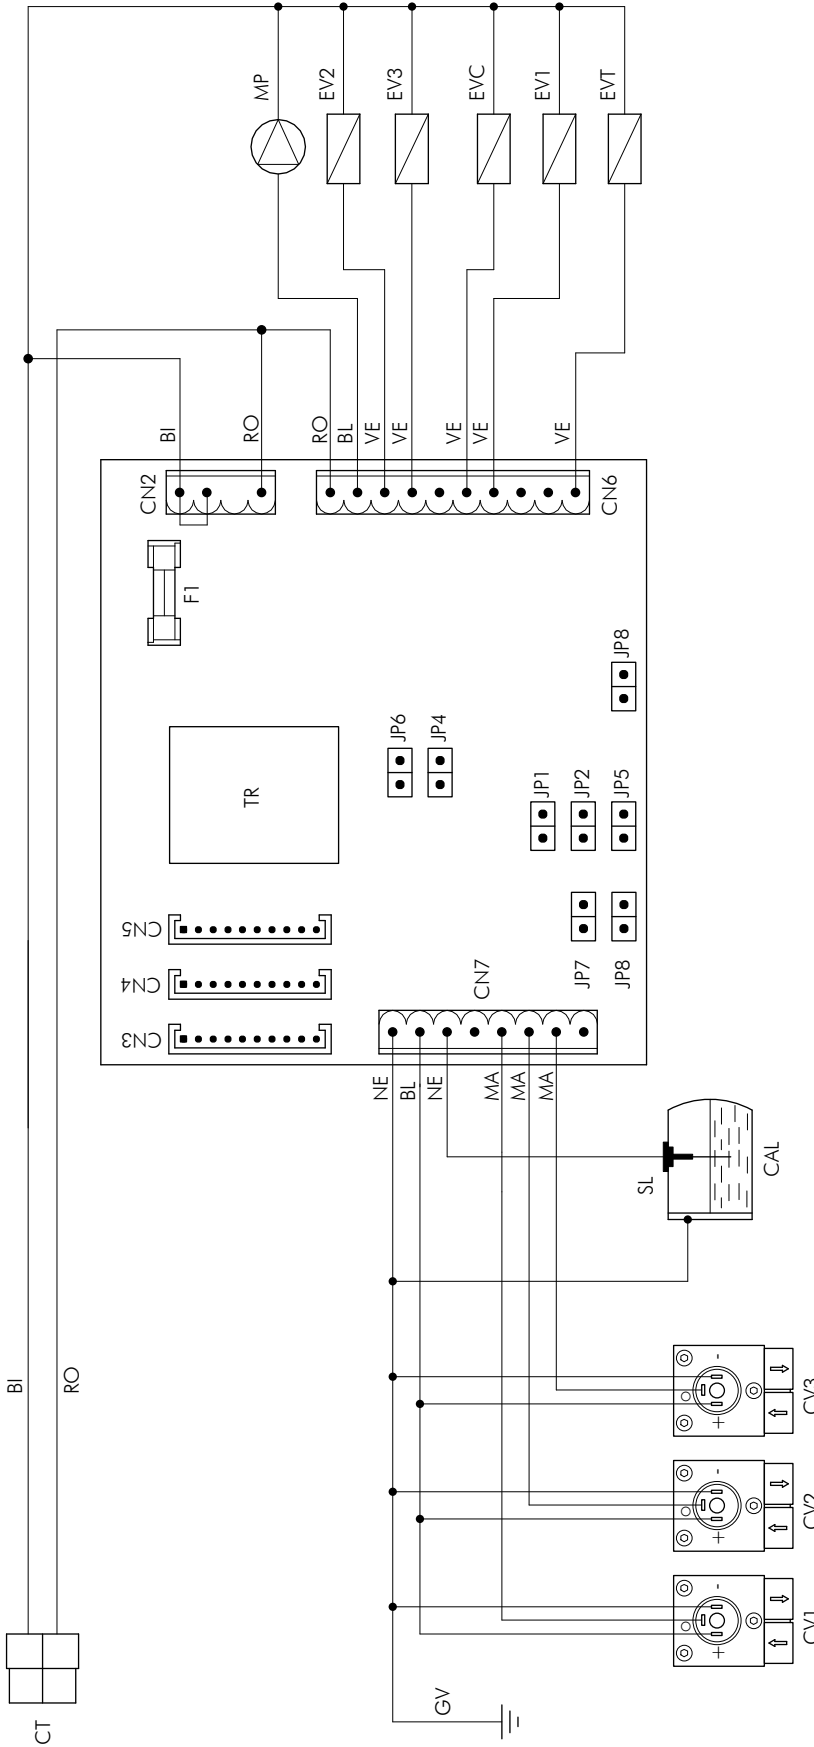 MP
EV2
EV3
EVC
EV1
EVT
BI
RO
RO
BL
VE
VE
VE
VE
VE
CN2
CN6
F1
TR
JP8
JP6
JP4
JP1
JP2
JP5
CN5
CN4
CN3
CN7
JP7
JP8
NE
BL
NE
MA
MA
MA
SL
CAL
BI
RO
- +
CV3
- +
CV2
- +
CV1
GV
CT